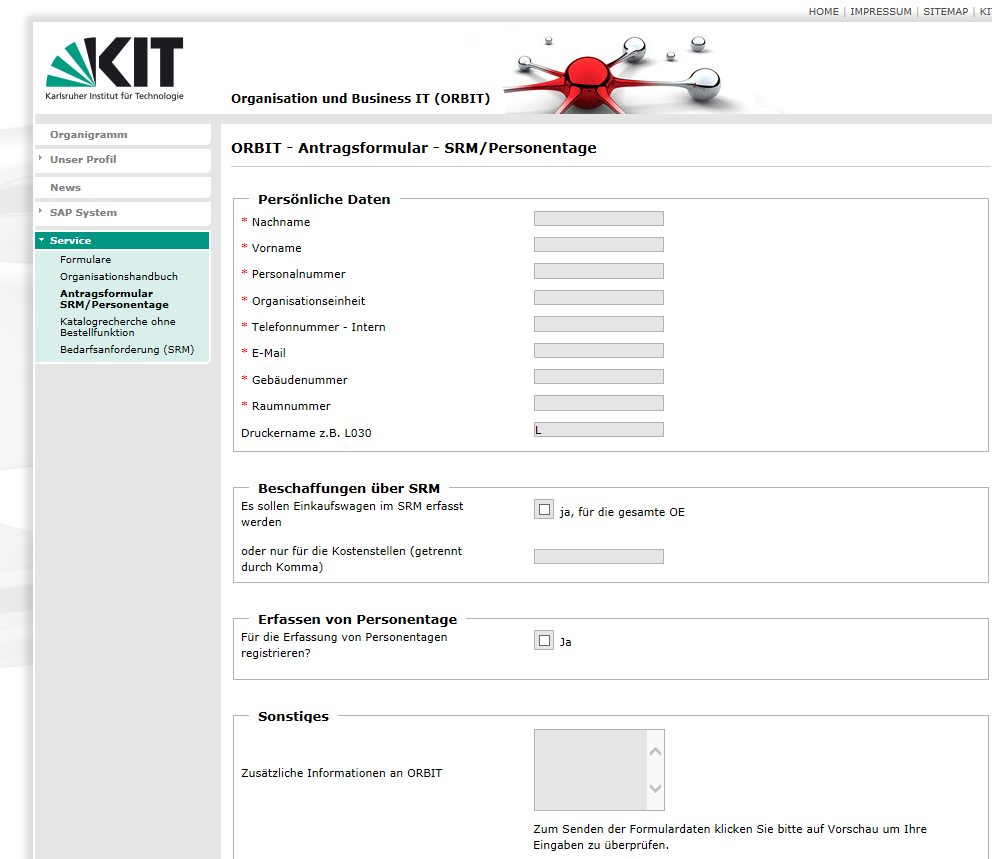 HOME | IMPRESSUM | SITEMAP | KI
KIT
Karlsruher Institut für Technologie
Organisation und Business IT (ORBIT)
Organigramm
Unser Profil
News
SAP System
Service
Formulare
Organisationshandbuch
Antragsformular
SRM/Personentage
Katalogrecherche ohne
Bestellfunktion
Bedarfsanforderung (SRM)
ORBIT - Antragsformular - SRM/Personentage
Persönliche Daten
* Nachname
* Vorname
* Personalnummer
* Organisationseinheit
* Telefonnummer - Intern
* E-Mail
* Gebäudenummer
* Raumnummer
Druckername z.B. L030 L
Beschaffungen über SRM
Es sollen Einkaufswagen im SRM erfasst
werden
ja, für die gesamte OE
oder nur für die Kostenstellen (getrennt
durch Komma)
Erfassen von Personentage
Für die Erfassung von Personentagen
registrieren?
Ja
Sonstiges
Zusätzliche Informationen an ORBIT
Zum Senden der Formulardaten klicken Sie bitte auf Vorschau um Ihre
Eingaben zu überprüfen.